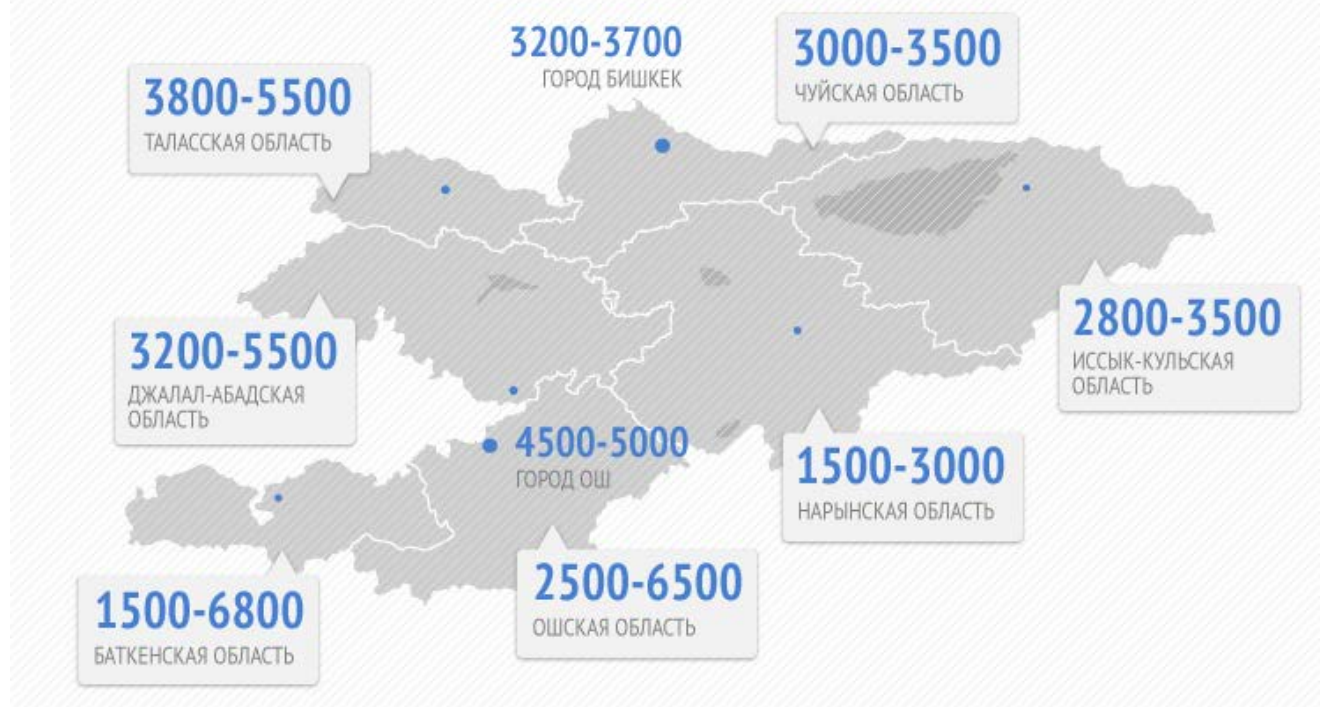 3200-3700
ГОРОД БИШКЕК
3000-3500
ЧУЙСКАЯ ОБЛАСТЬ
3800-5500
ТАЛАССКАЯ ОБЛАСТЬ
2800-3500
ИССЫК-КУЛЬСКАЯ
ОБЛАСТЬ
3200-5500
ДЖАЛАЛ-АБАДСКАЯ
ОБЛАСТЬ
4500-5000
ГОРОД ОШ
1500-3000
НАРЫНСКАЯ ОБЛАСТЬ
2500-6500
ОШСКАЯ ОБЛАСТЬ
1500-6800
БАТКЕНСКАЯ ОБЛАСТЬ